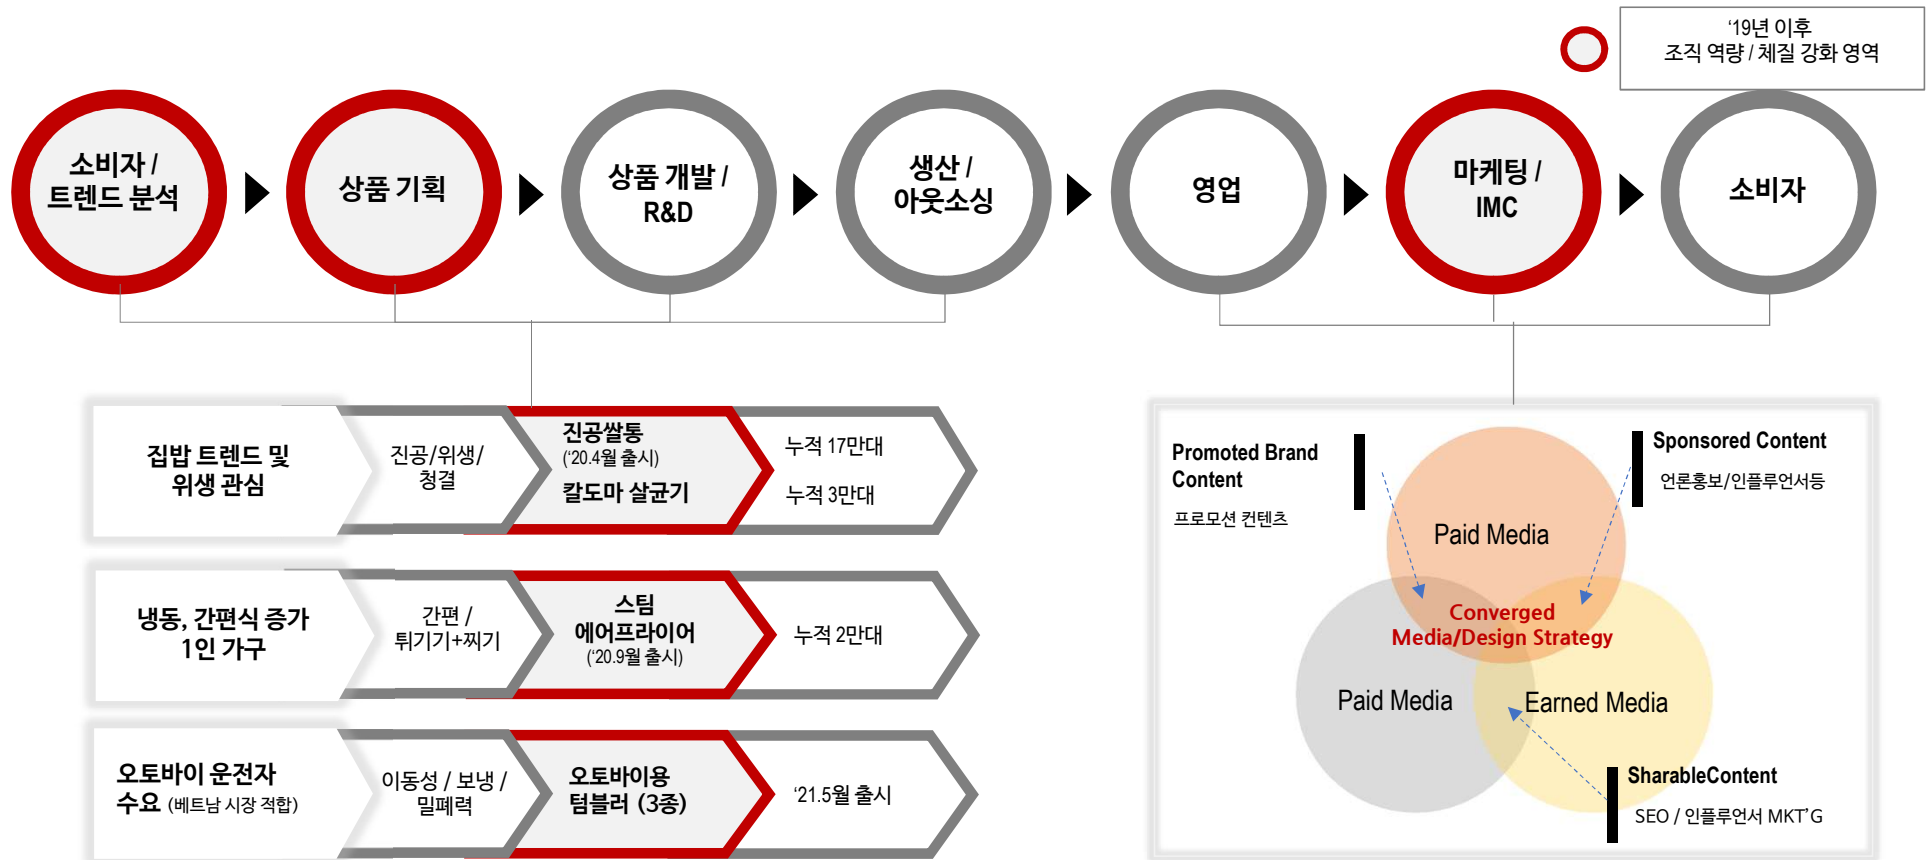 ‘19년 이후
조직 역량 / 체질 강화 영역
소비자 /
트렌드 분석
상품 기획
상품 개발 /
R&D
생산 /
아웃소싱
영업
마케팅 /
IMC
소비자
집밥 트렌드 및
위생 관심
진공/위생/
청결
진공쌀통
(‘20.4월 출시)
칼도마 살균기
누적 17만대
누적 3만대
냉동, 간편식 증가
1인 가구
간편 /
튀기기+찌기
스팀
에어프라이어
(‘20.9월 출시)
누적 2만대
오토바이 운전자
수요 (베트남 시장 적합)
이동성 / 보냉 /
밀폐력
오토바이용
텀블러 (3종)
‘21.5월 출시
Promoted Brand
Content
프로모션 컨텐츠
Sponsored Content
언론홍보/인플루언서등
Paid Media
Converged
Media/Design Strategy
Paid Media
Earned Media
SharableContent
SEO / 인플루언서 MKT’G